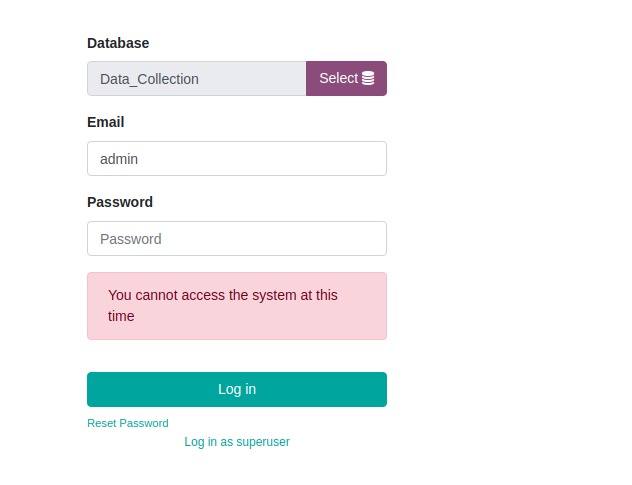 Database
Data_Collection
Select
Email
admin
Password
Password
You cannot access the system at this
time
Log in
Reset Password
Log in as superuser